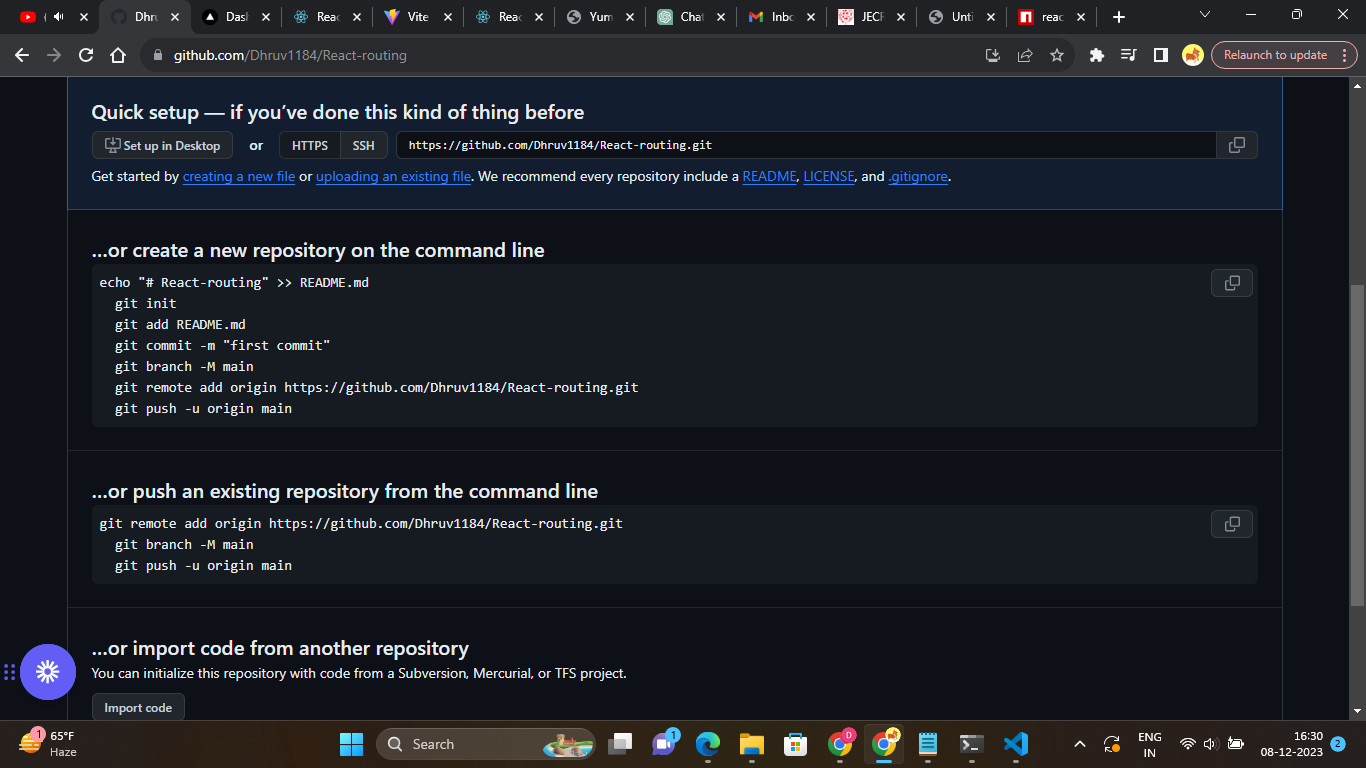 Dhru
Dash
Reac
Vite
Reac
Yum
Chat
Inbc
JECF
Unti
reac
github.com/Dhruv1184/React-routing
Relaunch to update
Quick setup — if you’ve done this kind of thing before
Set up in Desktop or HTTPS SSH https://github.com/Dhruv1184/React-routing.git
Get started by creating a new file or uploading an existing file. We recommend every repository include a README, LICENSE, and .gitignore.
…or create a new repository on the command line
echo "# React-routing" >> README.md
git init
git add README.md
git commit -m "first commit"
git branch -M main
git remote add origin https://github.com/Dhruv1184/React-routing.git
git push -u origin main
…or push an existing repository from the command line
git remote add origin https://github.com/Dhruv1184/React-routing.git
git branch -M main
git push -u origin main
…or import code from another repository
You can initialize this repository with code from a Subversion, Mercurial, or TFS project.
Import code
1
65°F
Haze
Search
1
D
ENG
IN
16:30
08-12-2023
2